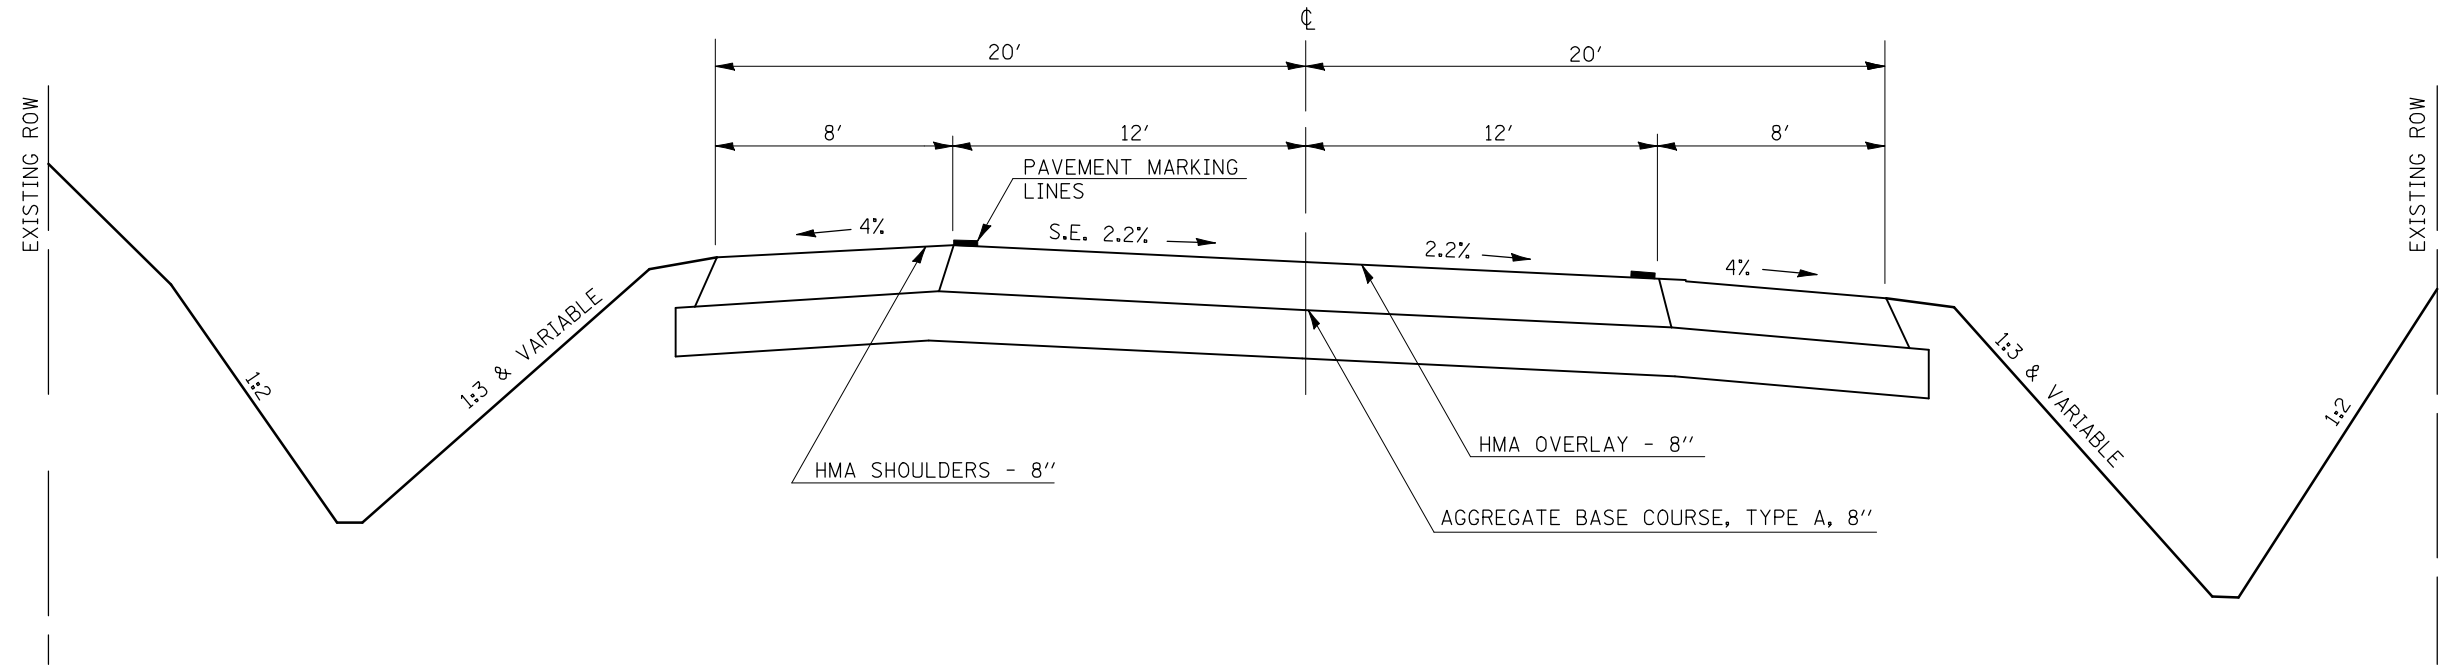 ℄
20′
20′
8′
12′
12′
8′
EXISTING ROW
EXISTING ROW
PAVEMENT MARKING
LINES
4%
S.E. 2.2%
2.2%
4%
1:2
1:3 & VARIABLE
1:3 & VARIABLE
1:2
HMA OVERLAY - 8″
HMA SHOULDERS - 8″
AGGREGATE BASE COURSE, TYPE A, 8″